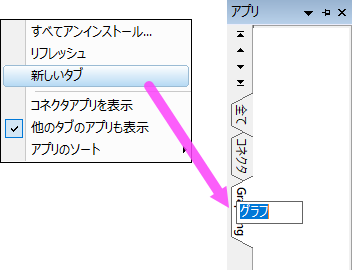 すべてアンインストール...
リフレッシュ
新しいタブ
コネクタアプリを表示
他のタブのアプリも表示
アプリのソート
アプリ
全て
コネクタ
グラフ